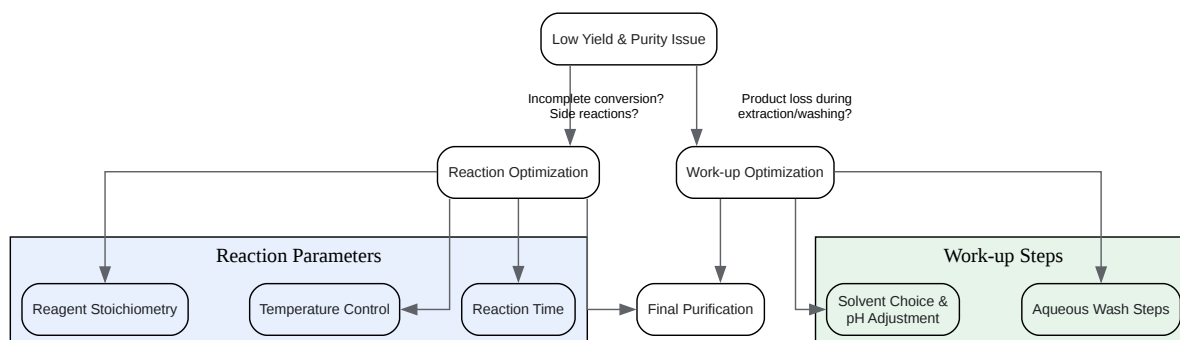 Low Yield & Purity Issue
Incomplete conversion?
Side reactions?
Product loss during
extraction/washing?
Reaction Optimization
Work-up Optimization
Reaction Parameters
Work-up Steps
Reagent Stoichiometry
Temperature Control
Reaction Time
Final Purification
Solvent Choice &
pH Adjustment
Aqueous Wash Steps